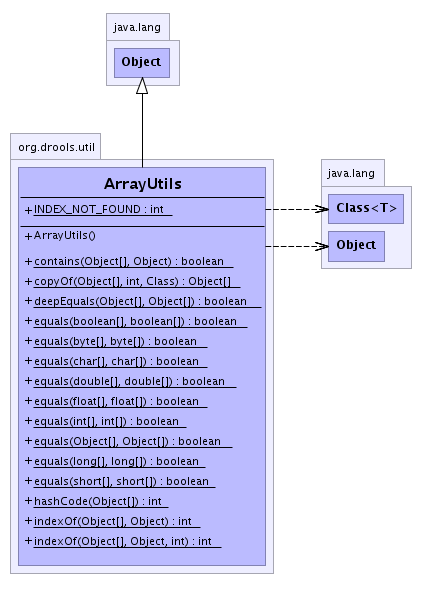 java.lang
Object
org.drools.util
ArrayUtils
+ INDEX_NOT_FOUND : int
+ ArrayUtils()
+ contains(Object[], Object) : boolean
+ copyOf(Object[], int, Class) : Object[]
+ deepEquals(Object[], Object[]) : boolean
+ equals(boolean[], boolean[]) : boolean
+ equals(byte[], byte[]) : boolean
+ equals(char[], char[]) : boolean
+ equals(double[], double[]) : boolean
+ equals(float[], float[]) : boolean
+ equals(int[], int[]) : boolean
+ equals(Object[], Object[]) : boolean
+ equals(long[], long[]) : boolean
+ equals(short[], short[]) : boolean
+ hashCode(Object[]) : int
+ indexOf(Object[], Object) : int
+ indexOf(Object[], Object, int) : int
java.lang
Class<T>
Object